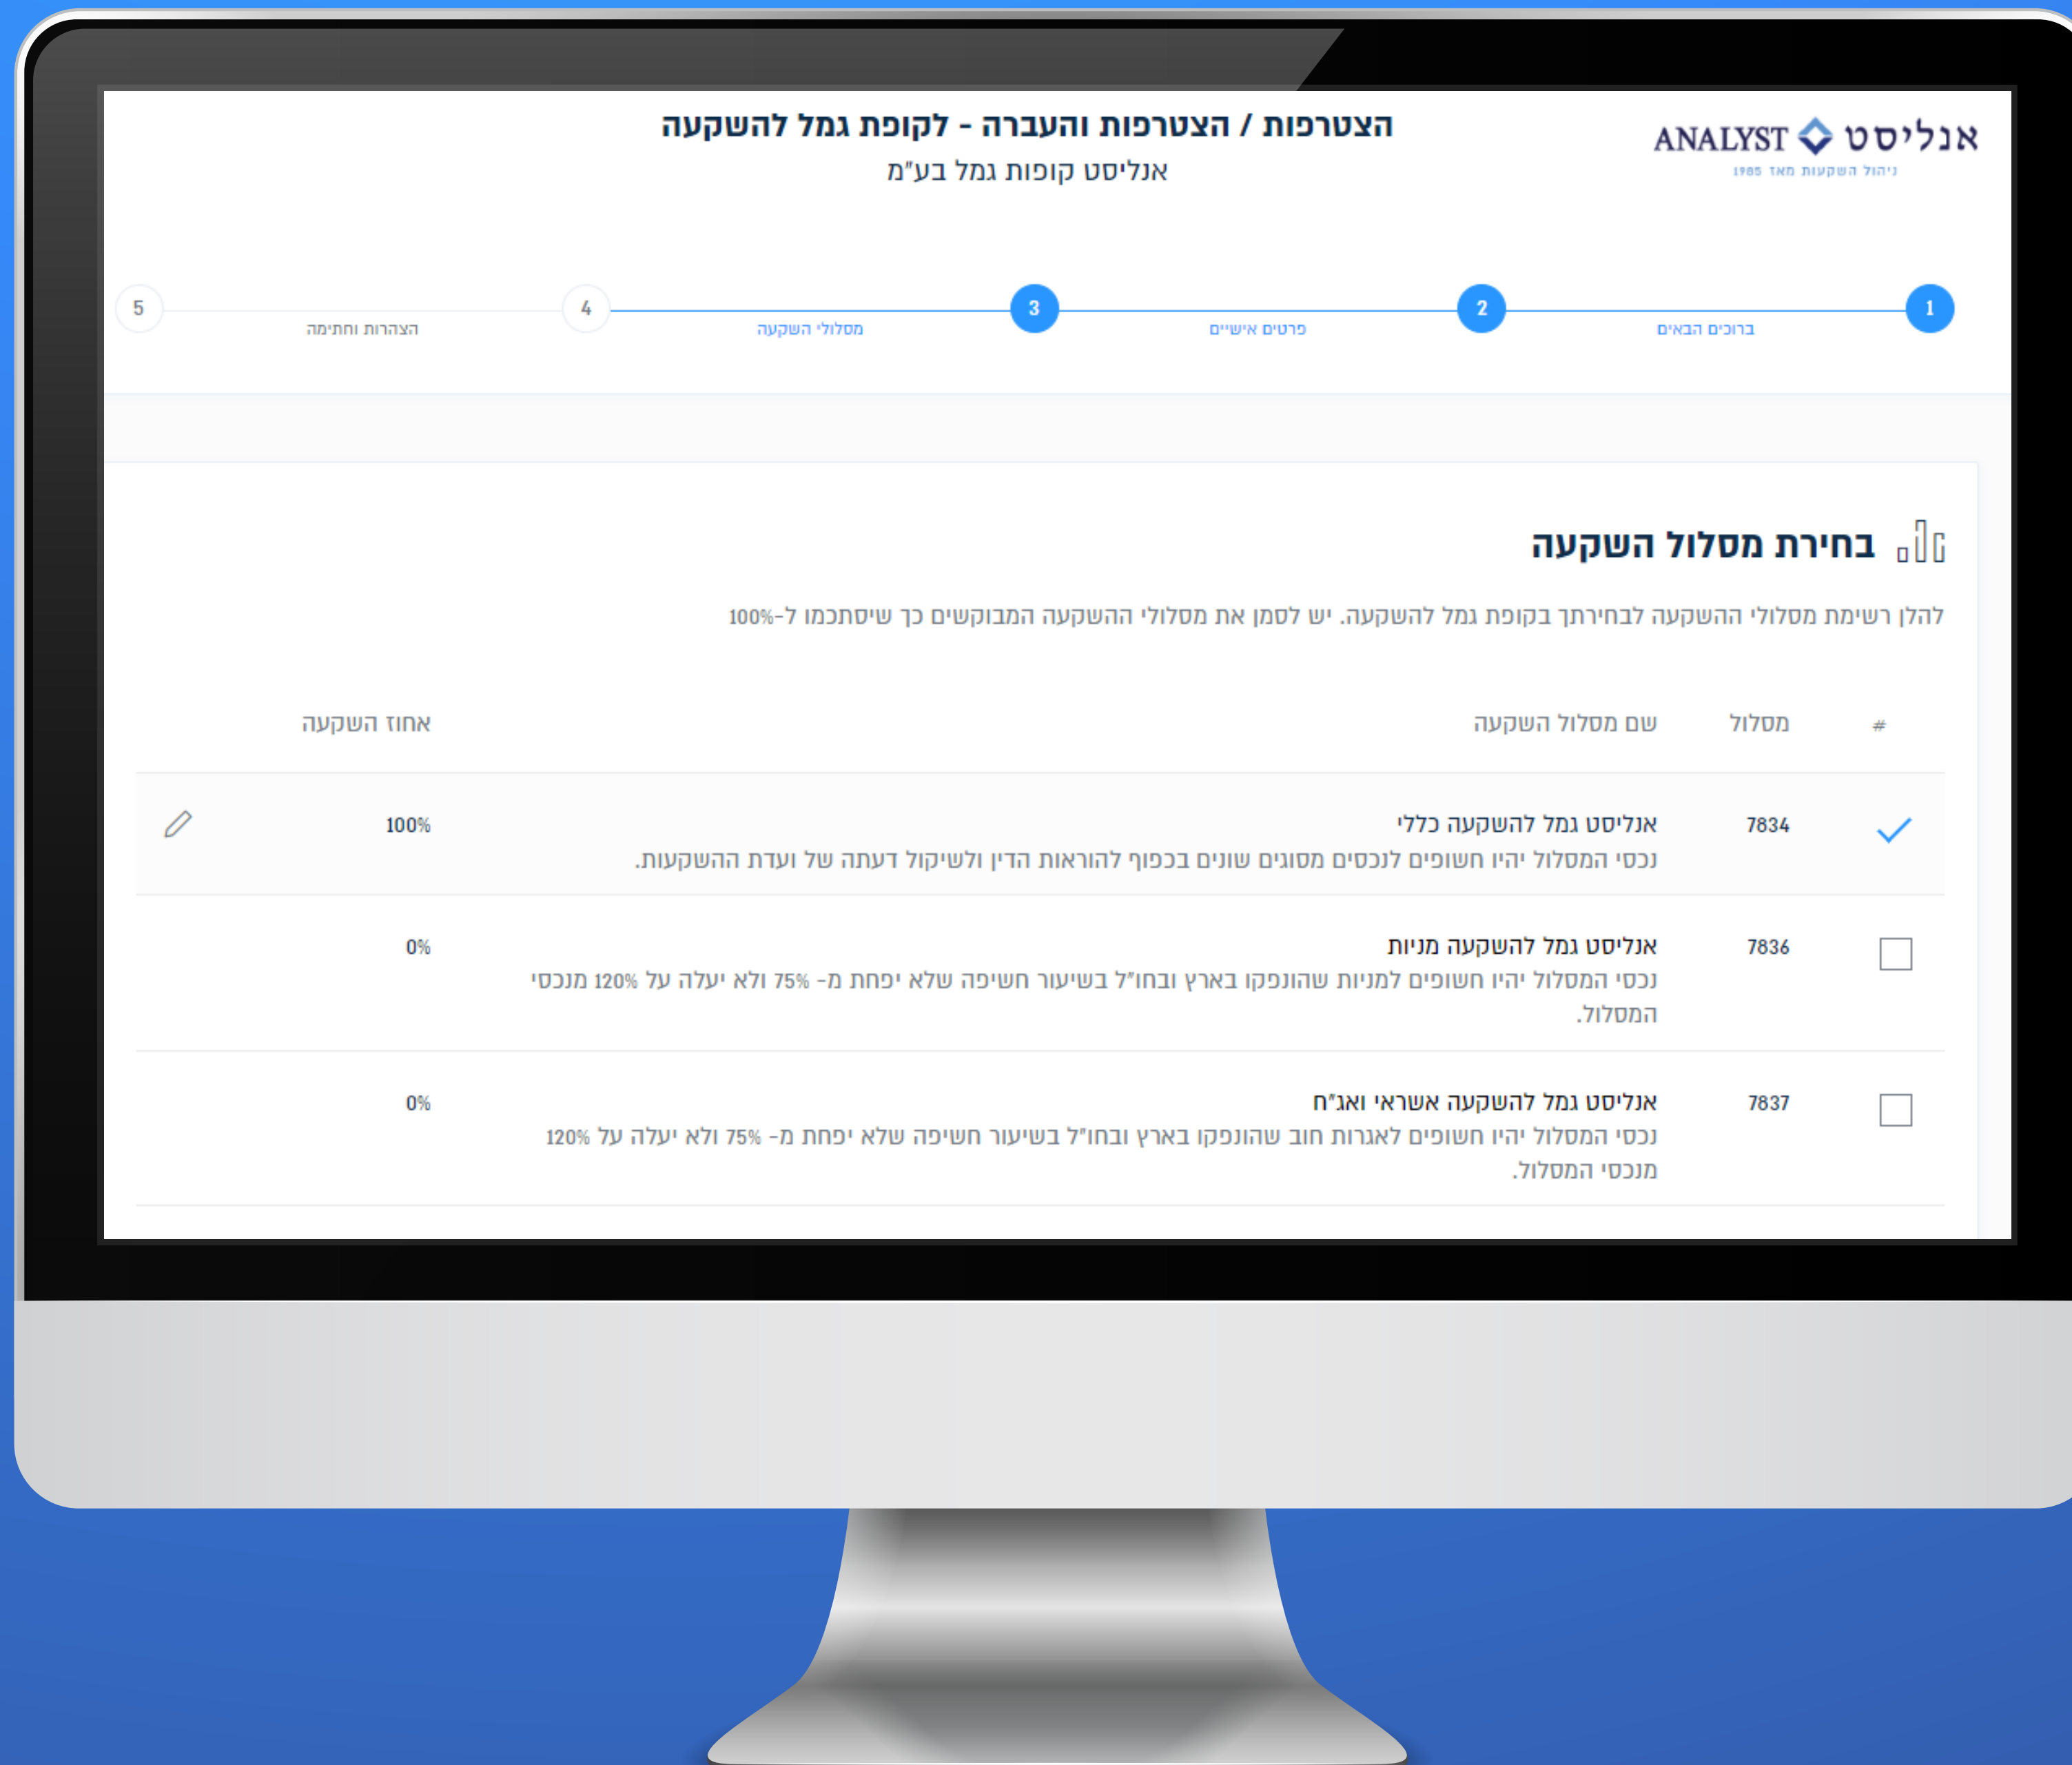 אנליסט ANALYST
ניהול השקעות מאז 1985
הצטרפות / הצטרפות והעברה - לקופת גמל להשקעה
אנליסט קופות גמל בע"מ
1
ברוכים הבאים
2
פרטים אישיים
3
מסלולי השקעה
4
הצהרות וחתימה
5
בחירת מסלול השקעה
להלן רשימת מסלולי ההשקעה לבחירתך בקופת גמל להשקעה. יש לסמן את מסלולי ההשקעה המבוקשים כך שיסתכמו ל-100%
# מסלול שם מסלול השקעה אחוז השקעה
7834 אנליסט גמל להשקעה כללי 100%
נכסי המסלול יהיו חשופים לנכסים מסוגים שונים בכפוף להוראות הדין ולשיקול דעתה של ועדת ההשקעות.
7836 אנליסט גמל להשקעה מניות 0%
נכסי המסלול יהיו חשופים למניות שהונפקו בארץ ובחו"ל בשיעור חשיפה שלא יפחת מ- 75% ולא יעלה על 120% מנכסי
המסלול.
7837 אנליסט גמל להשקעה אשראי ואג"ח 0%
נכסי המסלול יהיו חשופים לאגרות חוב שהונפקו בארץ ובחו"ל בשיעור חשיפה שלא יפחת מ- 75% ולא יעלה על 120%
מנכסי המסלול.